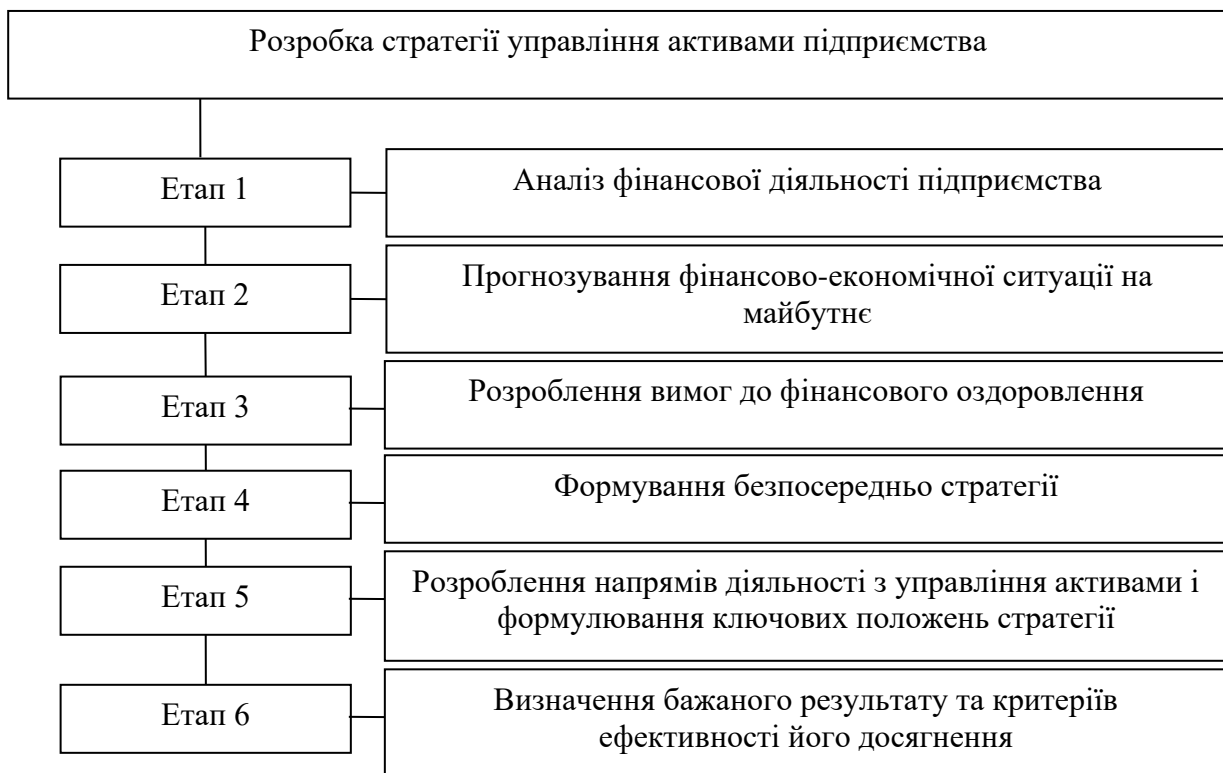 Розробка стратегії управління активами підприємства
Етап 1
Аналіз фінансової діяльності підприємства
Етап 2
Прогнозування фінансово-економічної ситуації на
майбутнє
Етап 3
Розроблення вимог до фінансового оздоровлення
Етап 4
Формування безпосередньо стратегії
Етап 5
Розроблення напрямів діяльності з управління активами і
формулювання ключових положень стратегії
Етап 6
Визначення бажаного результату та критеріїв
ефективності його досягнення